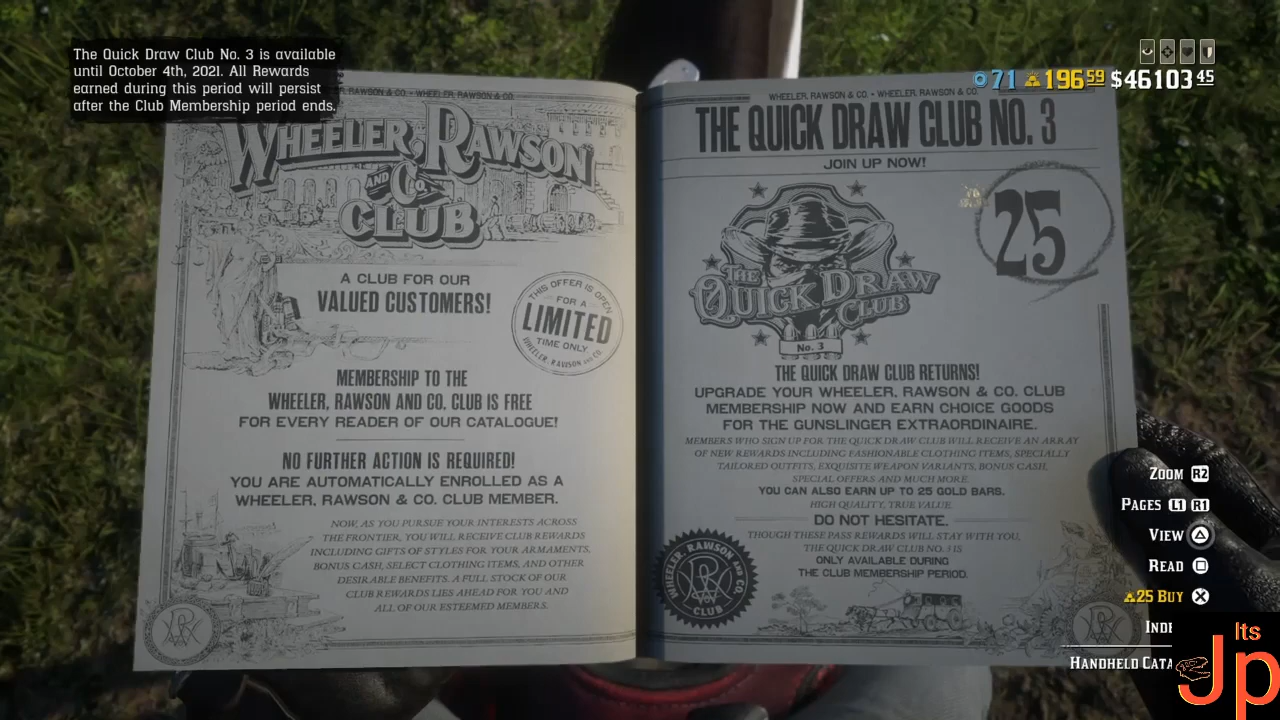 The Quick Draw Club No. 3 is available
until October 4th, 2021. All Rewards
earned during this period will persist
after the Club Membership period ends.
71 196 59 $46103 45
RAWSON & CO. • WHEELER, RAWSON & CO.
WHEELER, RAWSON
AND CO.
CLUB
A CLUB FOR OUR
VALUED CUSTOMERS!
THIS OFFER IS OPEN
FOR A
LIMITED
TIME ONLY
WHEELER, RAWSON AND CO.
MEMBERSHIP TO THE
WHEELER, RAWSON AND CO. CLUB IS FREE
FOR EVERY READER OF OUR CATALOGUE!
NO FURTHER ACTION IS REQUIRED!
YOU ARE AUTOMATICALLY ENROLLED AS A
WHEELER, RAWSON & CO. CLUB MEMBER.
NOW, AS YOU PURSUE YOUR INTERESTS ACROSS
THE FRONTIER, YOU WILL RECEIVE CLUB REWARDS
INCLUDING GIFTS OF STYLES FOR YOUR ARMAMENTS,
BONUS CASH, SELECT CLOTHING ITEMS, AND OTHER
DESIRABLE BENEFITS. A FULL STOCK OF OUR
CLUB REWARDS LIES AHEAD FOR YOU AND
ALL OF OUR ESTEEMED MEMBERS.
WHEELER, RAWSON & CO. • WHEELER, RAWSON & CO.
THE QUICK DRAW CLUB NO. 3
JOIN UP NOW!
25
THE
QUICK DRAW
CLUB
No. 3
THE QUICK DRAW CLUB RETURNS!
UPGRADE YOUR WHEELER, RAWSON & CO. CLUB
MEMBERSHIP NOW AND EARN CHOICE GOODS
FOR THE GUNSLINGER EXTRAORDINAIRE.
MEMBERS WHO SIGN UP FOR THE QUICK DRAW CLUB WILL RECEIVE AN ARRAY
OF NEW REWARDS INCLUDING FASHIONABLE CLOTHING ITEMS, SPECIALLY
TAILORED OUTFITS, EXQUISITE WEAPON VARIANTS, BONUS CASH,
SPECIAL OFFERS AND MUCH MORE.
YOU CAN ALSO EARN UP TO 25 GOLD BARS.
HIGH QUALITY, TRUE VALUE.
DO NOT HESITATE.
THOUGH THESE PASS REWARDS WILL STAY WITH YOU,
THE QUICK DRAW CLUB NO. 3 IS
ONLY AVAILABLE DURING
THE CLUB MEMBERSHIP PERIOD.
WHEELER, RAWSON AND CO.
CLUB
ZOOM R2
PAGES L1 R1
VIEW
READ
25 BUY
INDE
HANDHELD CATA
Its
Jp